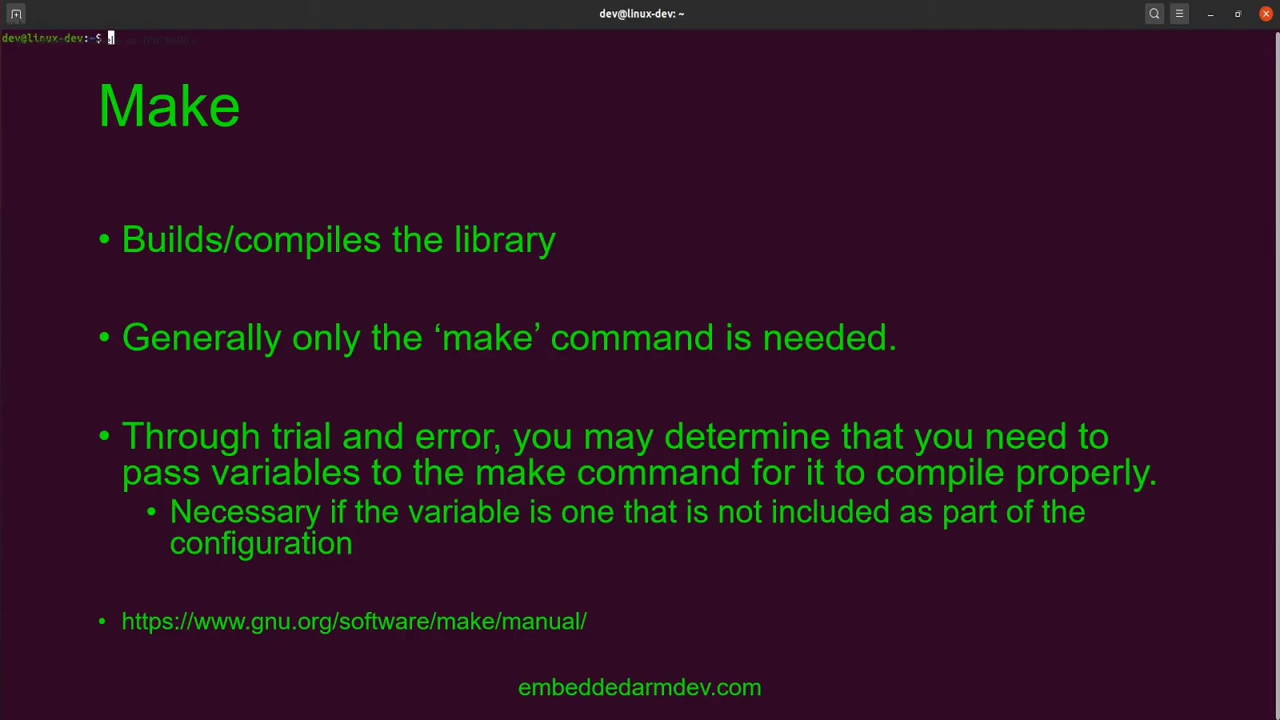 dev@linux-dev: ~
dev@linux-dev:~$
Make
• Builds/compiles the library
• Generally only the ‘make’ command is needed.
• Through trial and error, you may determine that you need to
pass variables to the make command for it to compile properly.
• Necessary if the variable is one that is not included as part of the
configuration
• https://www.gnu.org/software/make/manual/
embeddedarmdev.com